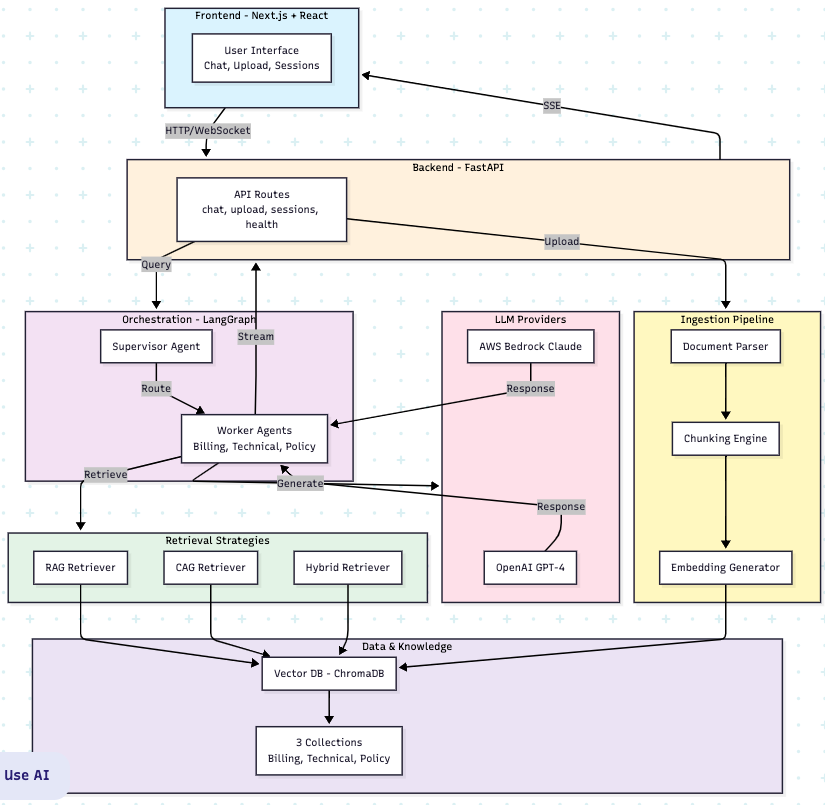 Frontend - Next.js + React
User Interface
Chat, Upload, Sessions
SSE
HTTP/WebSocket
Backend - FastAPI
API Routes
chat, upload, sessions,
health
Upload
Query
Orchestration - LangGraph
Supervisor Agent
Stream
Route
Worker Agents
Billing, Technical, Policy
Retrieve
Generate
LLM Providers
AWS Bedrock Claude
Response
Response
OpenAI GPT-4
Ingestion Pipeline
Document Parser
Chunking Engine
Embedding Generator
Retrieval Strategies
RAG Retriever
CAG Retriever
Hybrid Retriever
Data & Knowledge
Vector DB - ChromaDB
3 Collections
Billing, Technical, Policy
Use AI